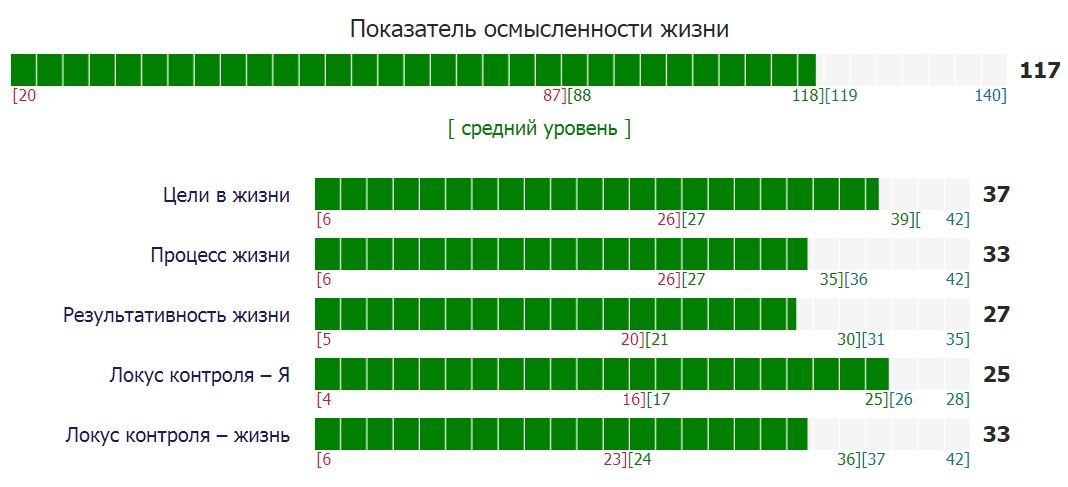 Показатель осмысленности жизни
117
[20 87][88 118][119 140]
[ средний уровень ]
Цели в жизни 37
[6 26][27 39][ 42]
Процесс жизни 33
[6 26][27 35][36 42]
Результативность жизни 27
[5 20][21 30][31 35]
Локус контроля – Я 25
[4 16][17 25][26 28]
Локус контроля – жизнь 33
[6 23][24 36][37 42]